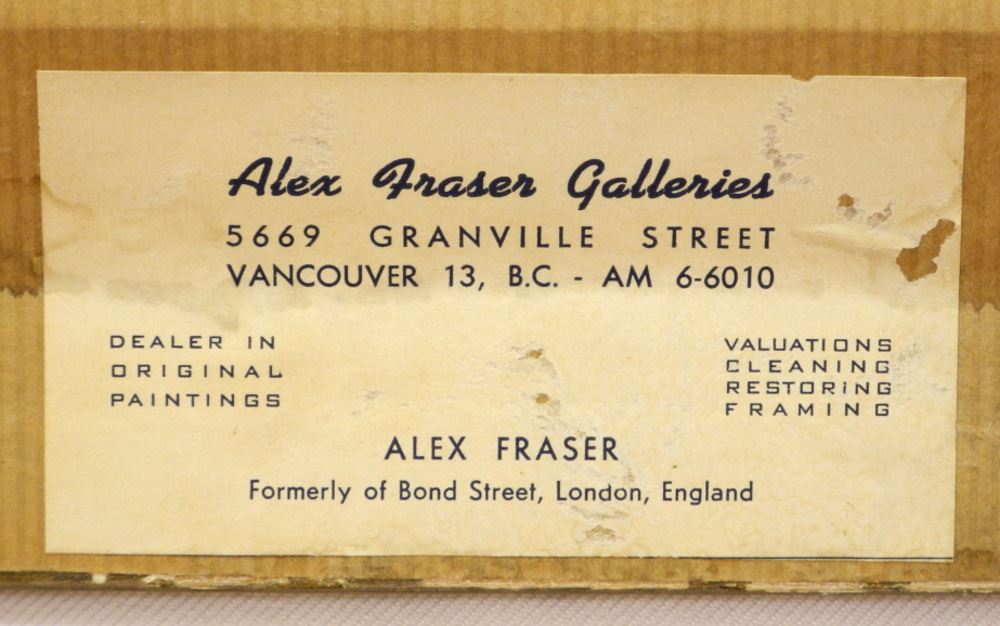 Alex Fraser Galleries
5669 GRANVILLE STREET
VANCOUVER 13, B.C. - AM 6-6010
DEALER IN
ORIGINAL
PAINTINGS
VALUATIONS
CLEANING
RESTORING
FRAMING
ALEX FRASER
Formerly of Bond Street, London, England